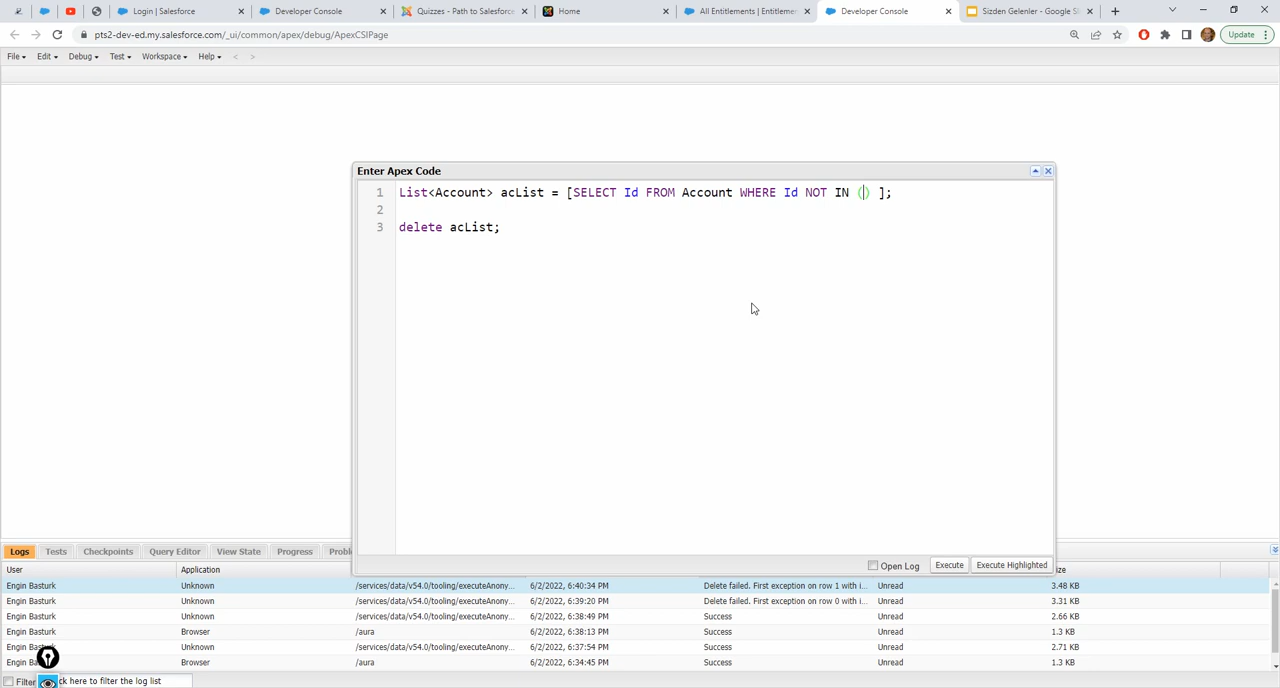 Login | Salesforce
Developer Console
Quizzes - Path to Salesforce
Home
All Entitlements | Entitleme
Developer Console
Sizden Gelenler - Google Sl
pts2-dev-ed.my.salesforce.com/_ui/common/apex/debug/ApexCSIPage
Update
File Edit Debug Test Workspace Help < >
Enter Apex Code
1 List<Account> acList = [SELECT Id FROM Account WHERE Id NOT IN () ];
2
3 delete acList;
Open Log Execute Execute Highlighted
Logs Tests Checkpoints Query Editor View State Progress Proble
User Application ize
Engin Basturk Unknown /services/data/v54.0/tooling/executeAnony... 6/2/2022, 6:40:34 PM Delete failed. First exception on row 1 with i... Unread 3.48 KB
Engin Basturk Unknown /services/data/v54.0/tooling/executeAnony... 6/2/2022, 6:39:20 PM Delete failed. First exception on row 0 with i... Unread 3.31 KB
Engin Basturk Unknown /services/data/v54.0/tooling/executeAnony... 6/2/2022, 6:38:49 PM Success Unread 2.66 KB
Engin Basturk Browser /aura 6/2/2022, 6:38:13 PM Success Unread 1.3 KB
Engin Basturk Unknown /services/data/v54.0/tooling/executeAnony... 6/2/2022, 6:37:54 PM Success Unread 2.71 KB
Engin Ba urk Browser /aura 6/2/2022, 6:34:45 PM Success Unread 1.3 KB
Filter ck here to filter the log list